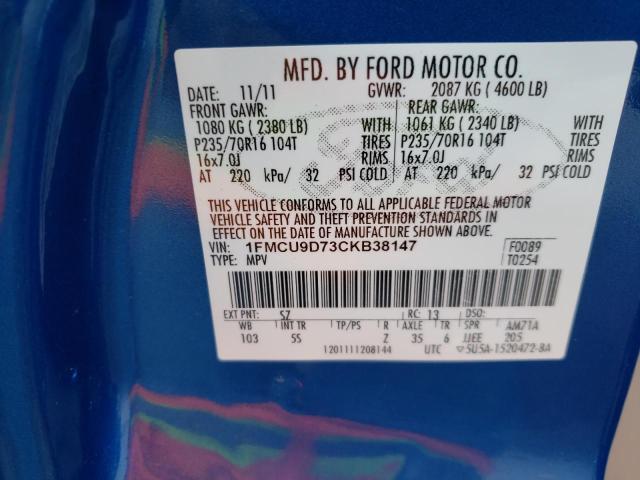 MFD. BY FORD MOTOR CO.
DATE: 11/11 GVWR: 2087 KG ( 4600 LB)
FRONT GAWR: REAR GAWR:
1080 KG ( 2380 LB) WITH 1061 KG ( 2340 LB) WITH
P235/70R16 104T TIRES P235/70R16 104T TIRES
16x7.0J RIMS 16x7.0J RIMS
AT 220 kPa/ 32 PSI COLD AT 220 kPa/ 32 PSI COLD
THIS VEHICLE CONFORMS TO ALL APPLICABLE FEDERAL MOTOR
VEHICLE SAFETY AND THEFT PREVENTION STANDARDS IN
EFFECT ON THE DATE OF MANUFACTURE SHOWN ABOVE.
VIN: 1FMCU9D73CKB38147 F0089
TYPE: MPV T0254
EXT PNT: SZ RC: 13 DSO:
WB INT TR TP/PS R AXLE TR SPR AM71A
103 5S Z 35 6 JJEE 205
1201111208144 UTC ▽5U5A-1520472-BA